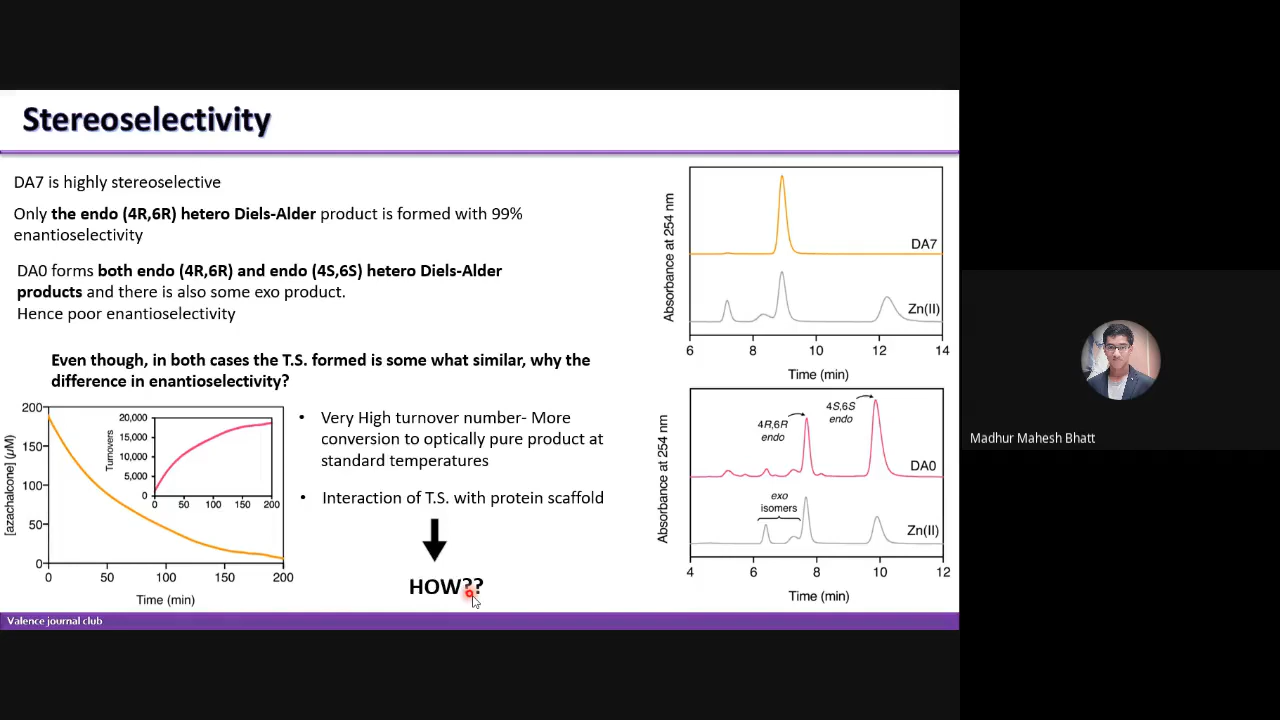 Stereoselectivity
DA7 is highly stereoselective
Only the endo (4R,6R) hetero Diels-Alder product is formed with 99%
enantioselectivity
DA0 forms both endo (4R,6R) and endo (4S,6S) hetero Diels-Alder
products and there is also some exo product.
Hence poor enantioselectivity
Even though, in both cases the T.S. formed is some what similar, why the
difference in enantioselectivity?
• Very High turnover number- More
conversion to optically pure product at
standard temperatures
• Interaction of T.S. with protein scaffold
HOW??
[azachalcone] (μM)
200
150
100
50
0
0 50 100 150 200
Time (min)
Turnovers
20,000
15,000
10,000
5,000
0
0 50 100 150 200
Absorbance at 254 nm
DA7
Zn(II)
6 8 10 12 14
Time (min)
Absorbance at 254 nm
4R,6R
endo
4S,6S
endo
DA0
exo
isomers
Zn(II)
4 6 8 10 12
Time (min)
Valence journal club
Madhur Mahesh Bhatt